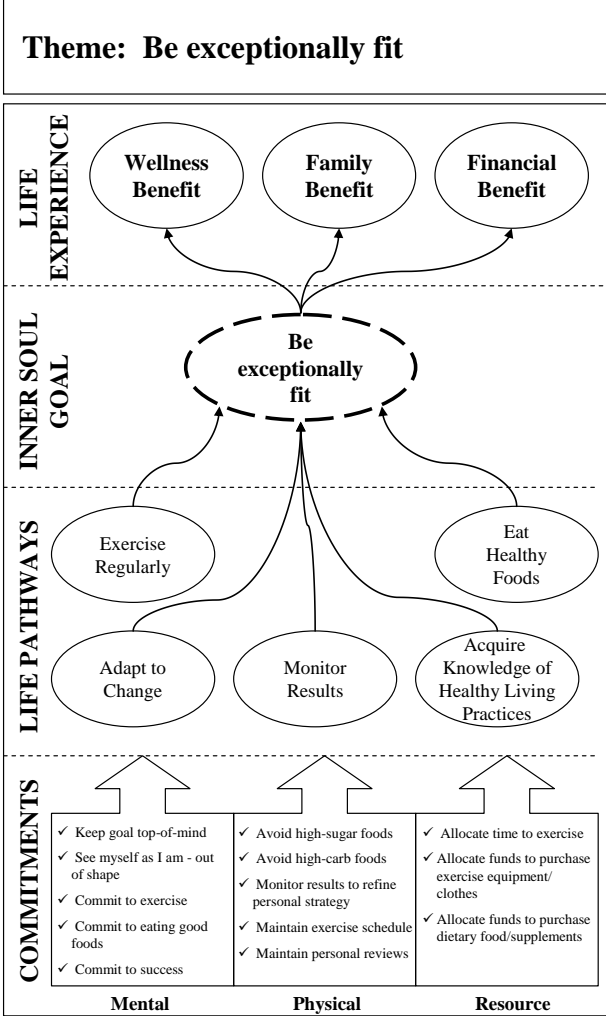 Theme: Be exceptionally fit
LIFE
EXPERIENCE
Wellness
Benefit
Family
Benefit
Financial
Benefit
INNER SOUL
GOAL
Be
exceptionally
fit
LIFE PATHWAYS
Exercise
Regularly
Eat
Healthy
Foods
Adapt to
Change
Monitor
Results
Acquire
Knowledge of
Healthy Living
Practices
COMMITMENTS
✓ Keep goal top-of-mind
✓ See myself as I am - out
of shape
✓ Commit to exercise
✓ Commit to eating good
foods
✓ Commit to success
✓ Avoid high-sugar foods
✓ Avoid high-carb foods
✓ Monitor results to refine
personal strategy
✓ Maintain exercise schedule
✓ Maintain personal reviews
✓ Allocate time to exercise
✓ Allocate funds to purchase
exercise equipment/
clothes
✓ Allocate funds to purchase
dietary food/supplements
Mental
Physical
Resource